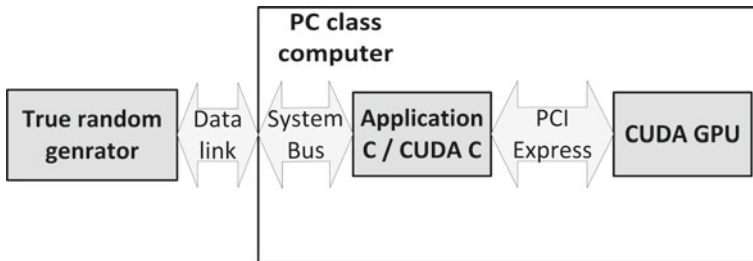 PC class
computer
True random
genrator
Data
link
System
Bus
Application
C / CUDA C
PCI
Express
CUDA GPU